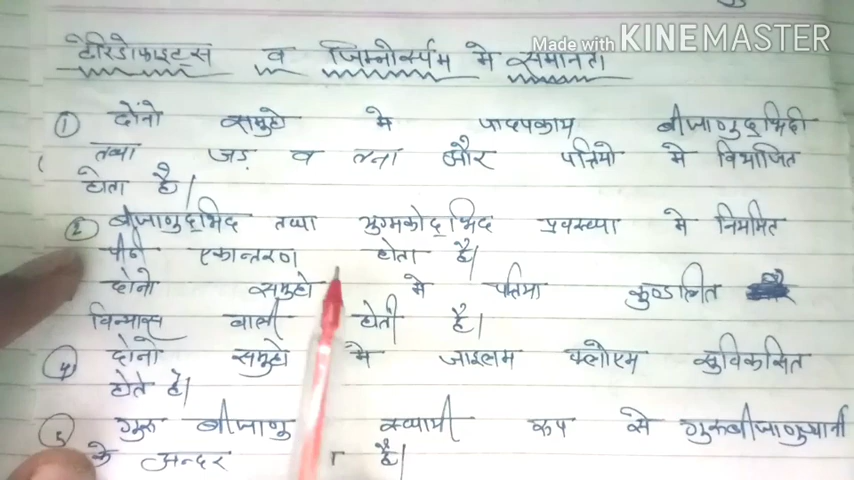 Made with KINEMASTER
टेरिडोफाइट्स व जिम्नोस्पर्म मे समानता
① दोंनो समुहो मे पादपकाय बीजाणुद्भिदी
तथा जड़ व तना और पत्तियो मे विभाजित
होता है।
② बीजाणुद्भिद तथा युग्मकोद्भिद प्रवस्था मे नियमित
पीढी एकान्तरण होता है।
दोनो समुहो मे पत्तिया कुण्डलित
विन्यास वाली होती है।
④ दोनो समुहो मे जाइलम फ्लोएम सुविकसित
होते है।
⑤ गुरू बीजाणु स्थायी रूप से गुरूबीजाणुधानी
के अन्दर है।